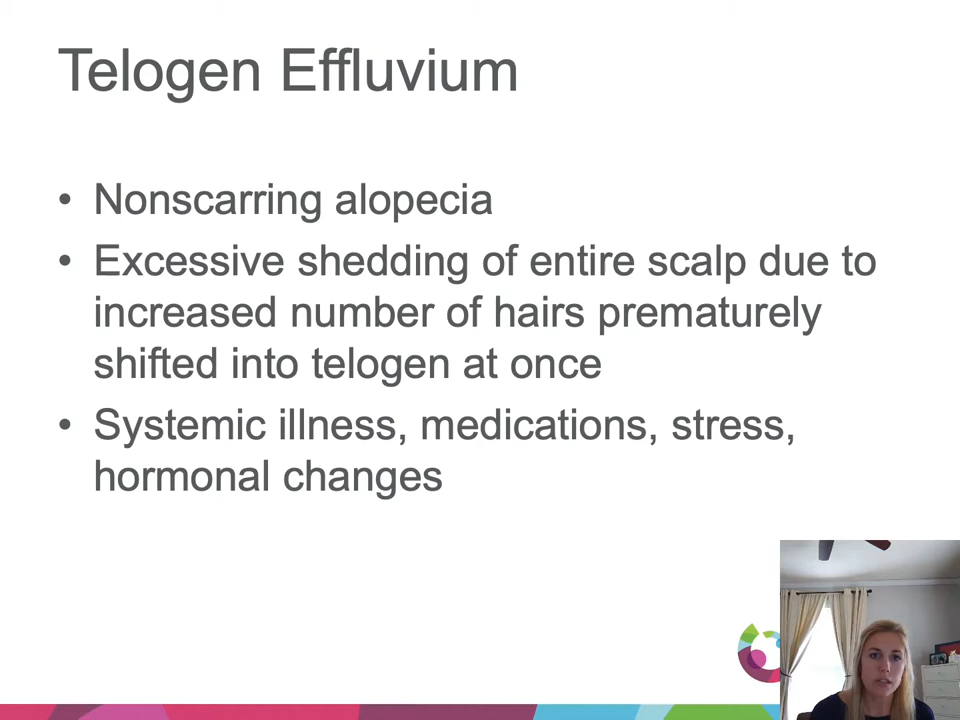 Telogen Effluvium
• Nonscarring alopecia
• Excessive shedding of entire scalp due to
increased number of hairs prematurely
shifted into telogen at once
• Systemic illness, medications, stress,
hormonal changes